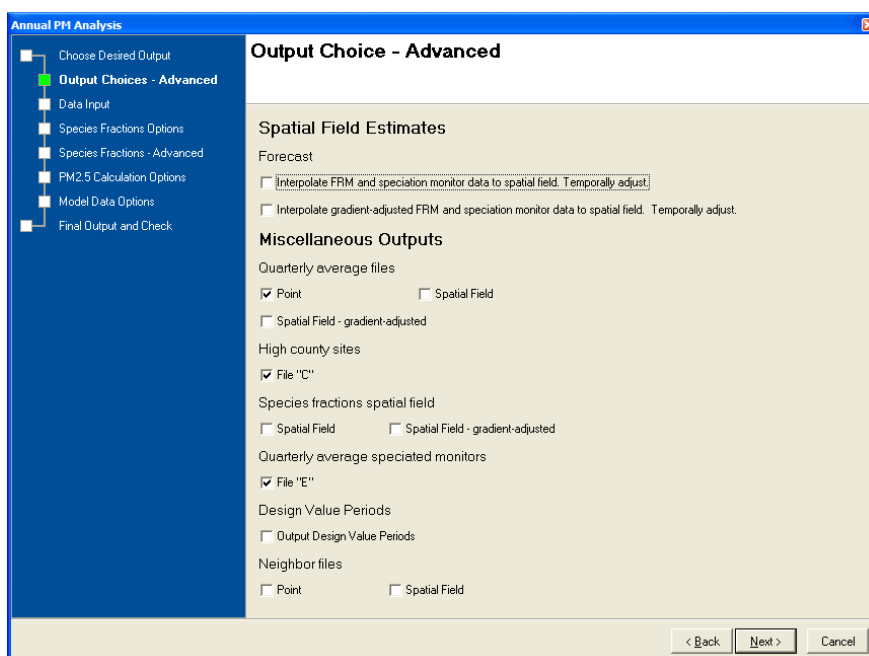 Annual PM Analysis
Choose Desired Output
Output Choices - Advanced
Data Input
Species Fractions Options
Species Fractions - Advanced
PM2.5 Calculation Options
Model Data Options
Final Output and Check
Output Choice - Advanced
Spatial Field Estimates
Forecast
Interpolate FRM and speciation monitor data to spatial field. Temporally adjust.
Interpolate gradient-adjusted FRM and speciation monitor data to spatial field. Temporally adjust.
Miscellaneous Outputs
Quarterly average files
Point Spatial Field
Spatial Field - gradient-adjusted
High county sites
File "C"
Species fractions spatial field
Spatial Field Spatial Field - gradient-adjusted
Quarterly average speciated monitors
File "E"
Design Value Periods
Output Design Value Periods
Neighbor files
Point Spatial Field
< Back Next > Cancel